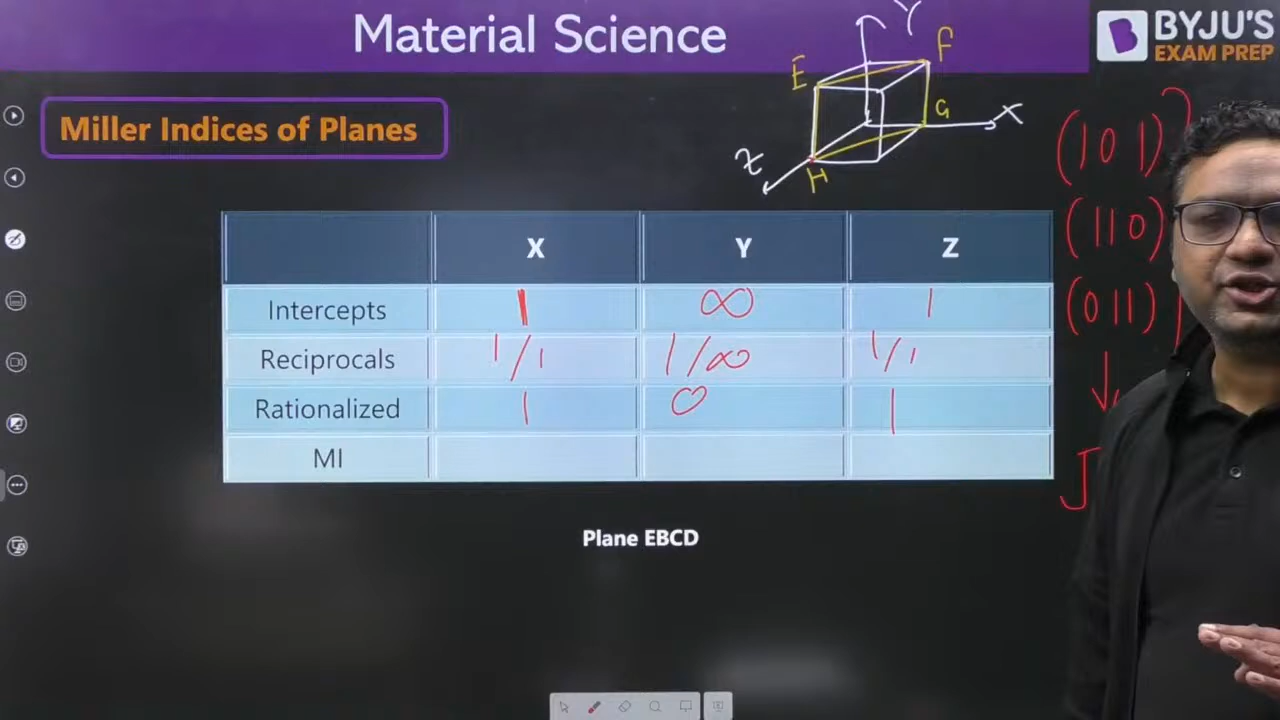 Material Science
BYJU'S
EXAM PREP
Y
E
F
G
X
Z
H
Miller Indices of Planes
(1 0 1)
(1 1 0)
(0 1 1)
X Y Z
Intercepts 1 ∞ 1
Reciprocals 1/1 1/∞ 1/1
Rationalized 1 0 1
MI
Plane EBCD